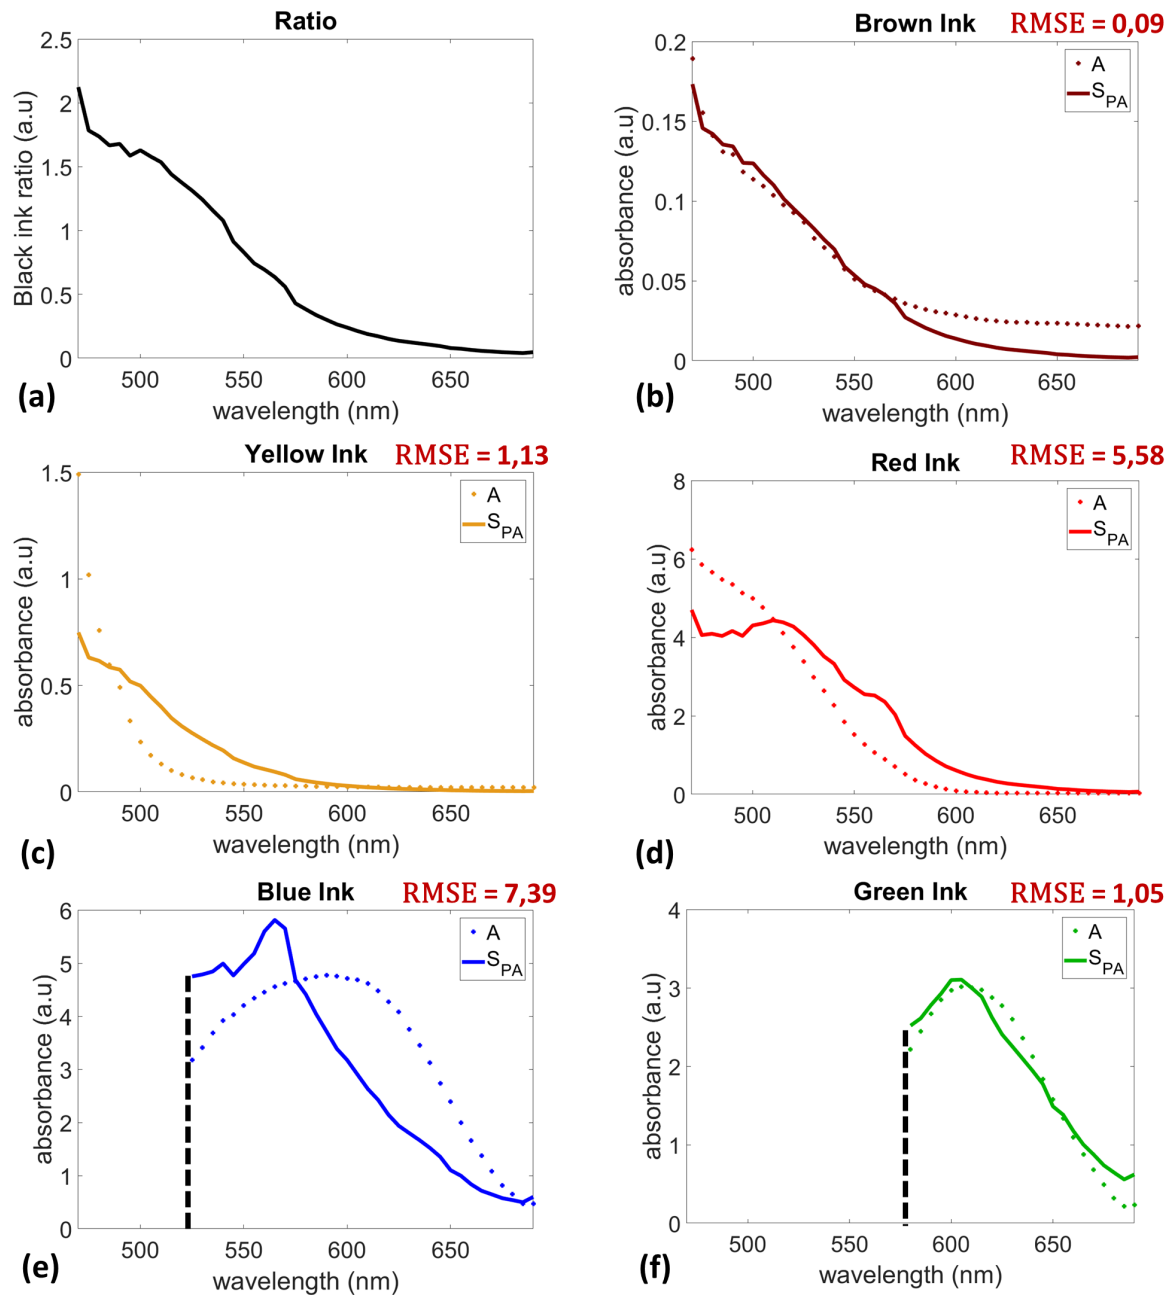 Ratio
2.5
2
1.5
1
0.5
0
500 550 600 650
Black ink ratio (a.u)
wavelength (nm)
(a)
Brown Ink RMSE = 0,09
0.2
0.15
0.1
0.05
0
500 550 600 650
absorbance (a.u)
wavelength (nm)
A
S_PA
(b)
Yellow Ink RMSE = 1,13
1.5
1
0.5
0
500 550 600 650
absorbance (a.u)
wavelength (nm)
A
S_PA
(c)
Red Ink RMSE = 5,58
8
6
4
2
0
500 550 600 650
absorbance (a.u)
wavelength (nm)
A
S_PA
(d)
Blue Ink RMSE = 7,39
6
5
4
3
2
1
0
500 550 600 650
absorbance (a.u)
wavelength (nm)
A
S_PA
(e)
Green Ink RMSE = 1,05
4
3
2
1
0
500 550 600 650
absorbance (a.u)
wavelength (nm)
A
S_PA
(f)